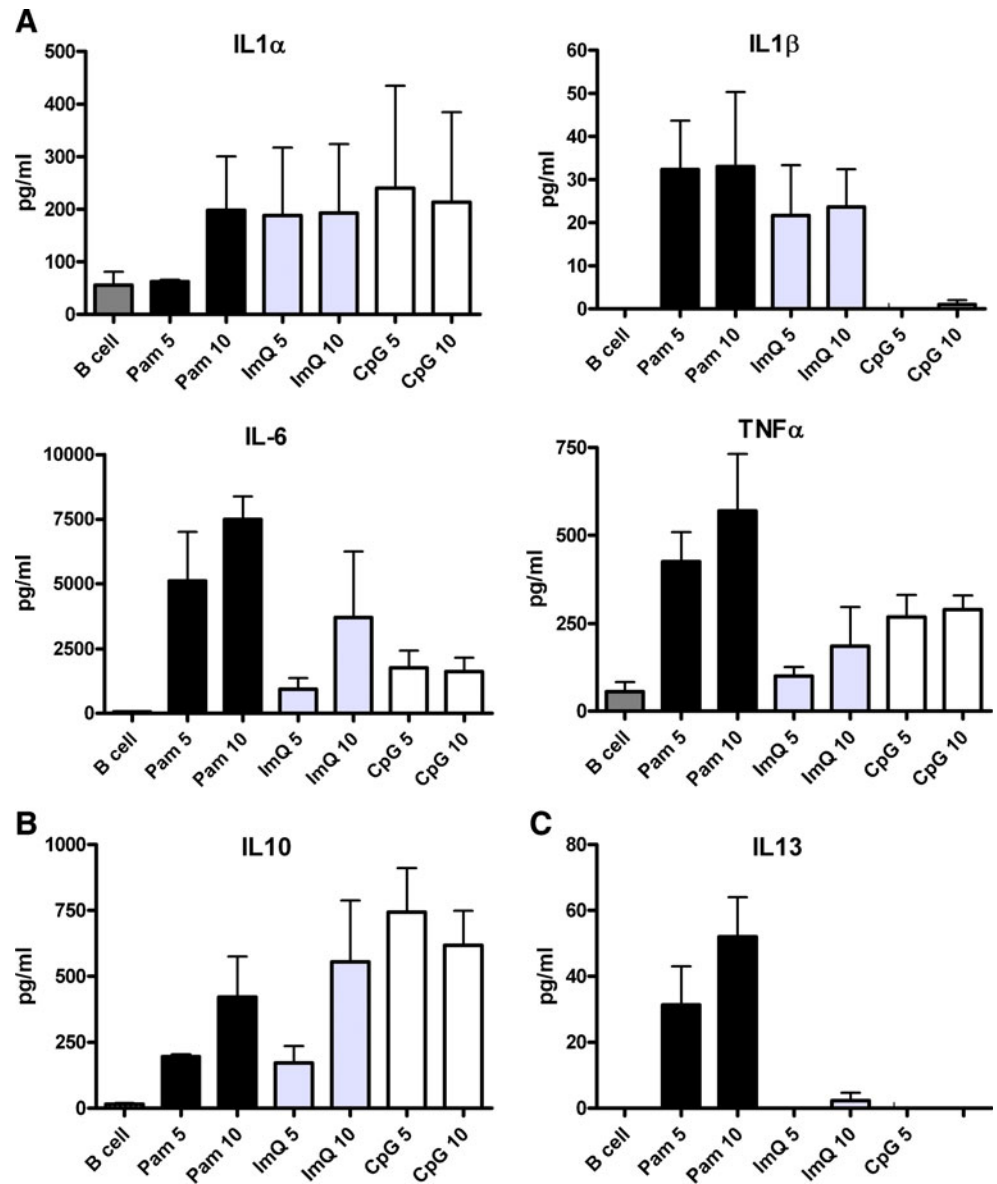 A
IL1α
500
400
300
200
100
0
pg/ml
B cell
Pam 5
Pam 10
ImQ 5
ImQ 10
CpG 5
CpG 10
IL1β
60
50
40
30
20
10
0
pg/ml
B cell
Pam 5
Pam 10
ImQ 5
ImQ 10
CpG 5
CpG 10
IL-6
10000
7500
5000
2500
0
pg/ml
B cell
Pam 5
Pam 10
ImQ 5
ImQ 10
CpG 5
CpG 10
TNFα
750
500
250
0
pg/ml
B cell
Pam 5
Pam 10
ImQ 5
ImQ 10
CpG 5
CpG 10
B
IL10
1000
750
500
250
0
pg/ml
B cell
Pam 5
Pam 10
ImQ 5
ImQ 10
CpG 5
CpG 10
C
IL13
80
60
40
20
0
pg/ml
B cell
Pam 5
Pam 10
ImQ 5
ImQ 10
CpG 5